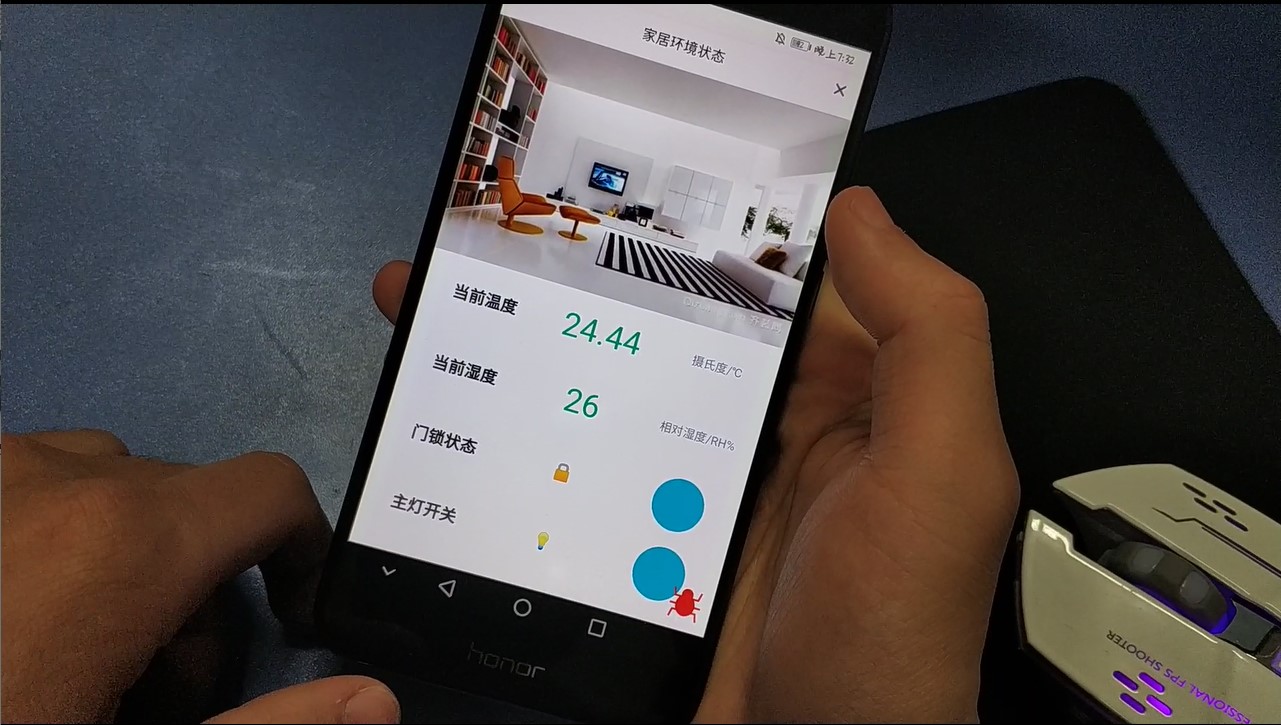 晚上7:32
家居环境状态
当前温度
24.44
摄氏度/℃
当前湿度
26
相对湿度/RH%
门锁状态
主灯开关
honor
ESSIONAL FPS SHOOTER